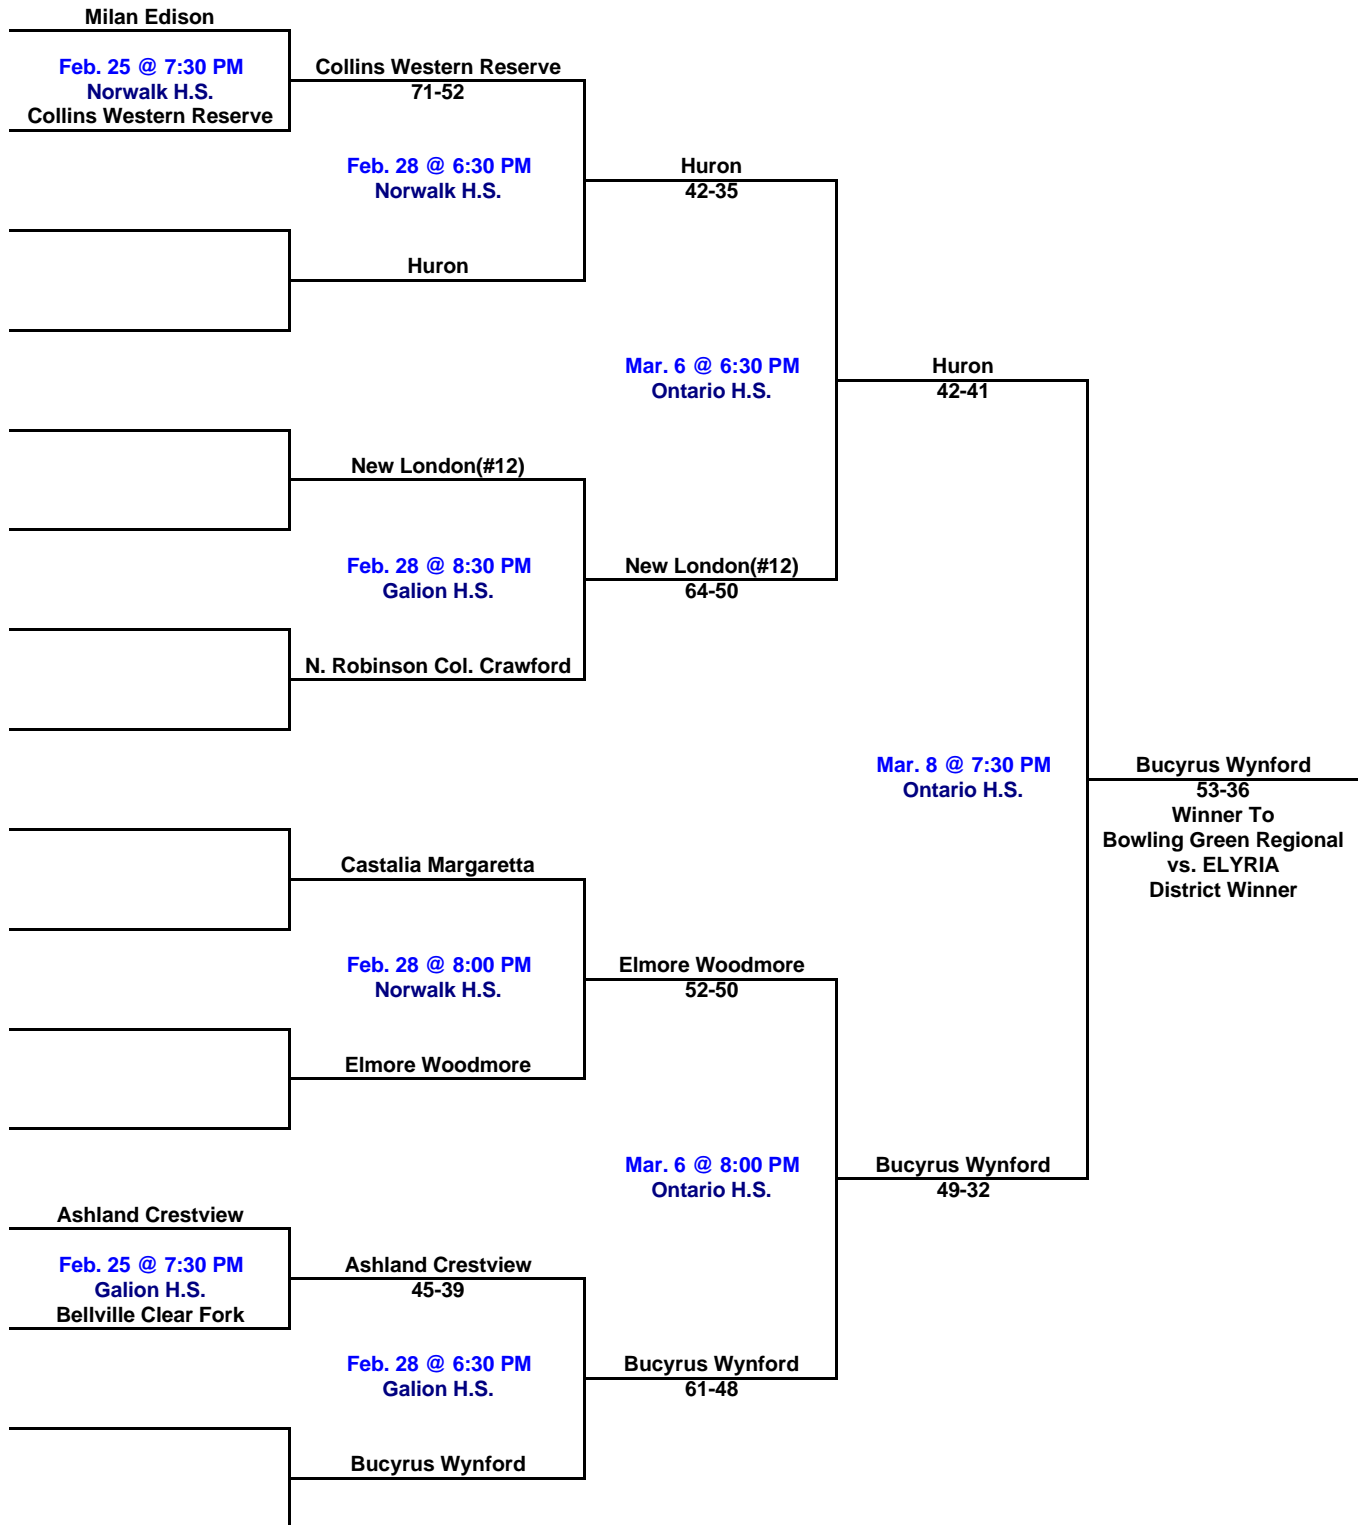 Milan Edison
Feb. 25 @ 7:30 PM
Norwalk H.S.
Collins Western Reserve
Collins Western Reserve
71-52
Feb. 28 @ 6:30 PM
Norwalk H.S.
Huron
Huron
42-35
Mar. 6 @ 6:30 PM
Ontario H.S.
Huron
42-41
New London(#12)
Feb. 28 @ 8:30 PM
Galion H.S.
New London(#12)
64-50
N. Robinson Col. Crawford
Mar. 8 @ 7:30 PM
Ontario H.S.
Bucyrus Wynford
53-36
Winner To
Bowling Green Regional
vs. ELYRIA
District Winner
Castalia Margaretta
Feb. 28 @ 8:00 PM
Norwalk H.S.
Elmore Woodmore
52-50
Elmore Woodmore
Mar. 6 @ 8:00 PM
Ontario H.S.
Bucyrus Wynford
49-32
Ashland Crestview
Feb. 25 @ 7:30 PM
Galion H.S.
Bellville Clear Fork
Ashland Crestview
45-39
Feb. 28 @ 6:30 PM
Galion H.S.
Bucyrus Wynford
61-48
Bucyrus Wynford